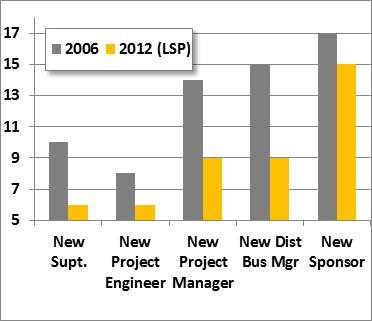 17
15
13
11
9
7
5
2006 2012 (LSP)
New Supt.
New Project Engineer
New Project Manager
New Dist Bus Mgr
New Sponsor